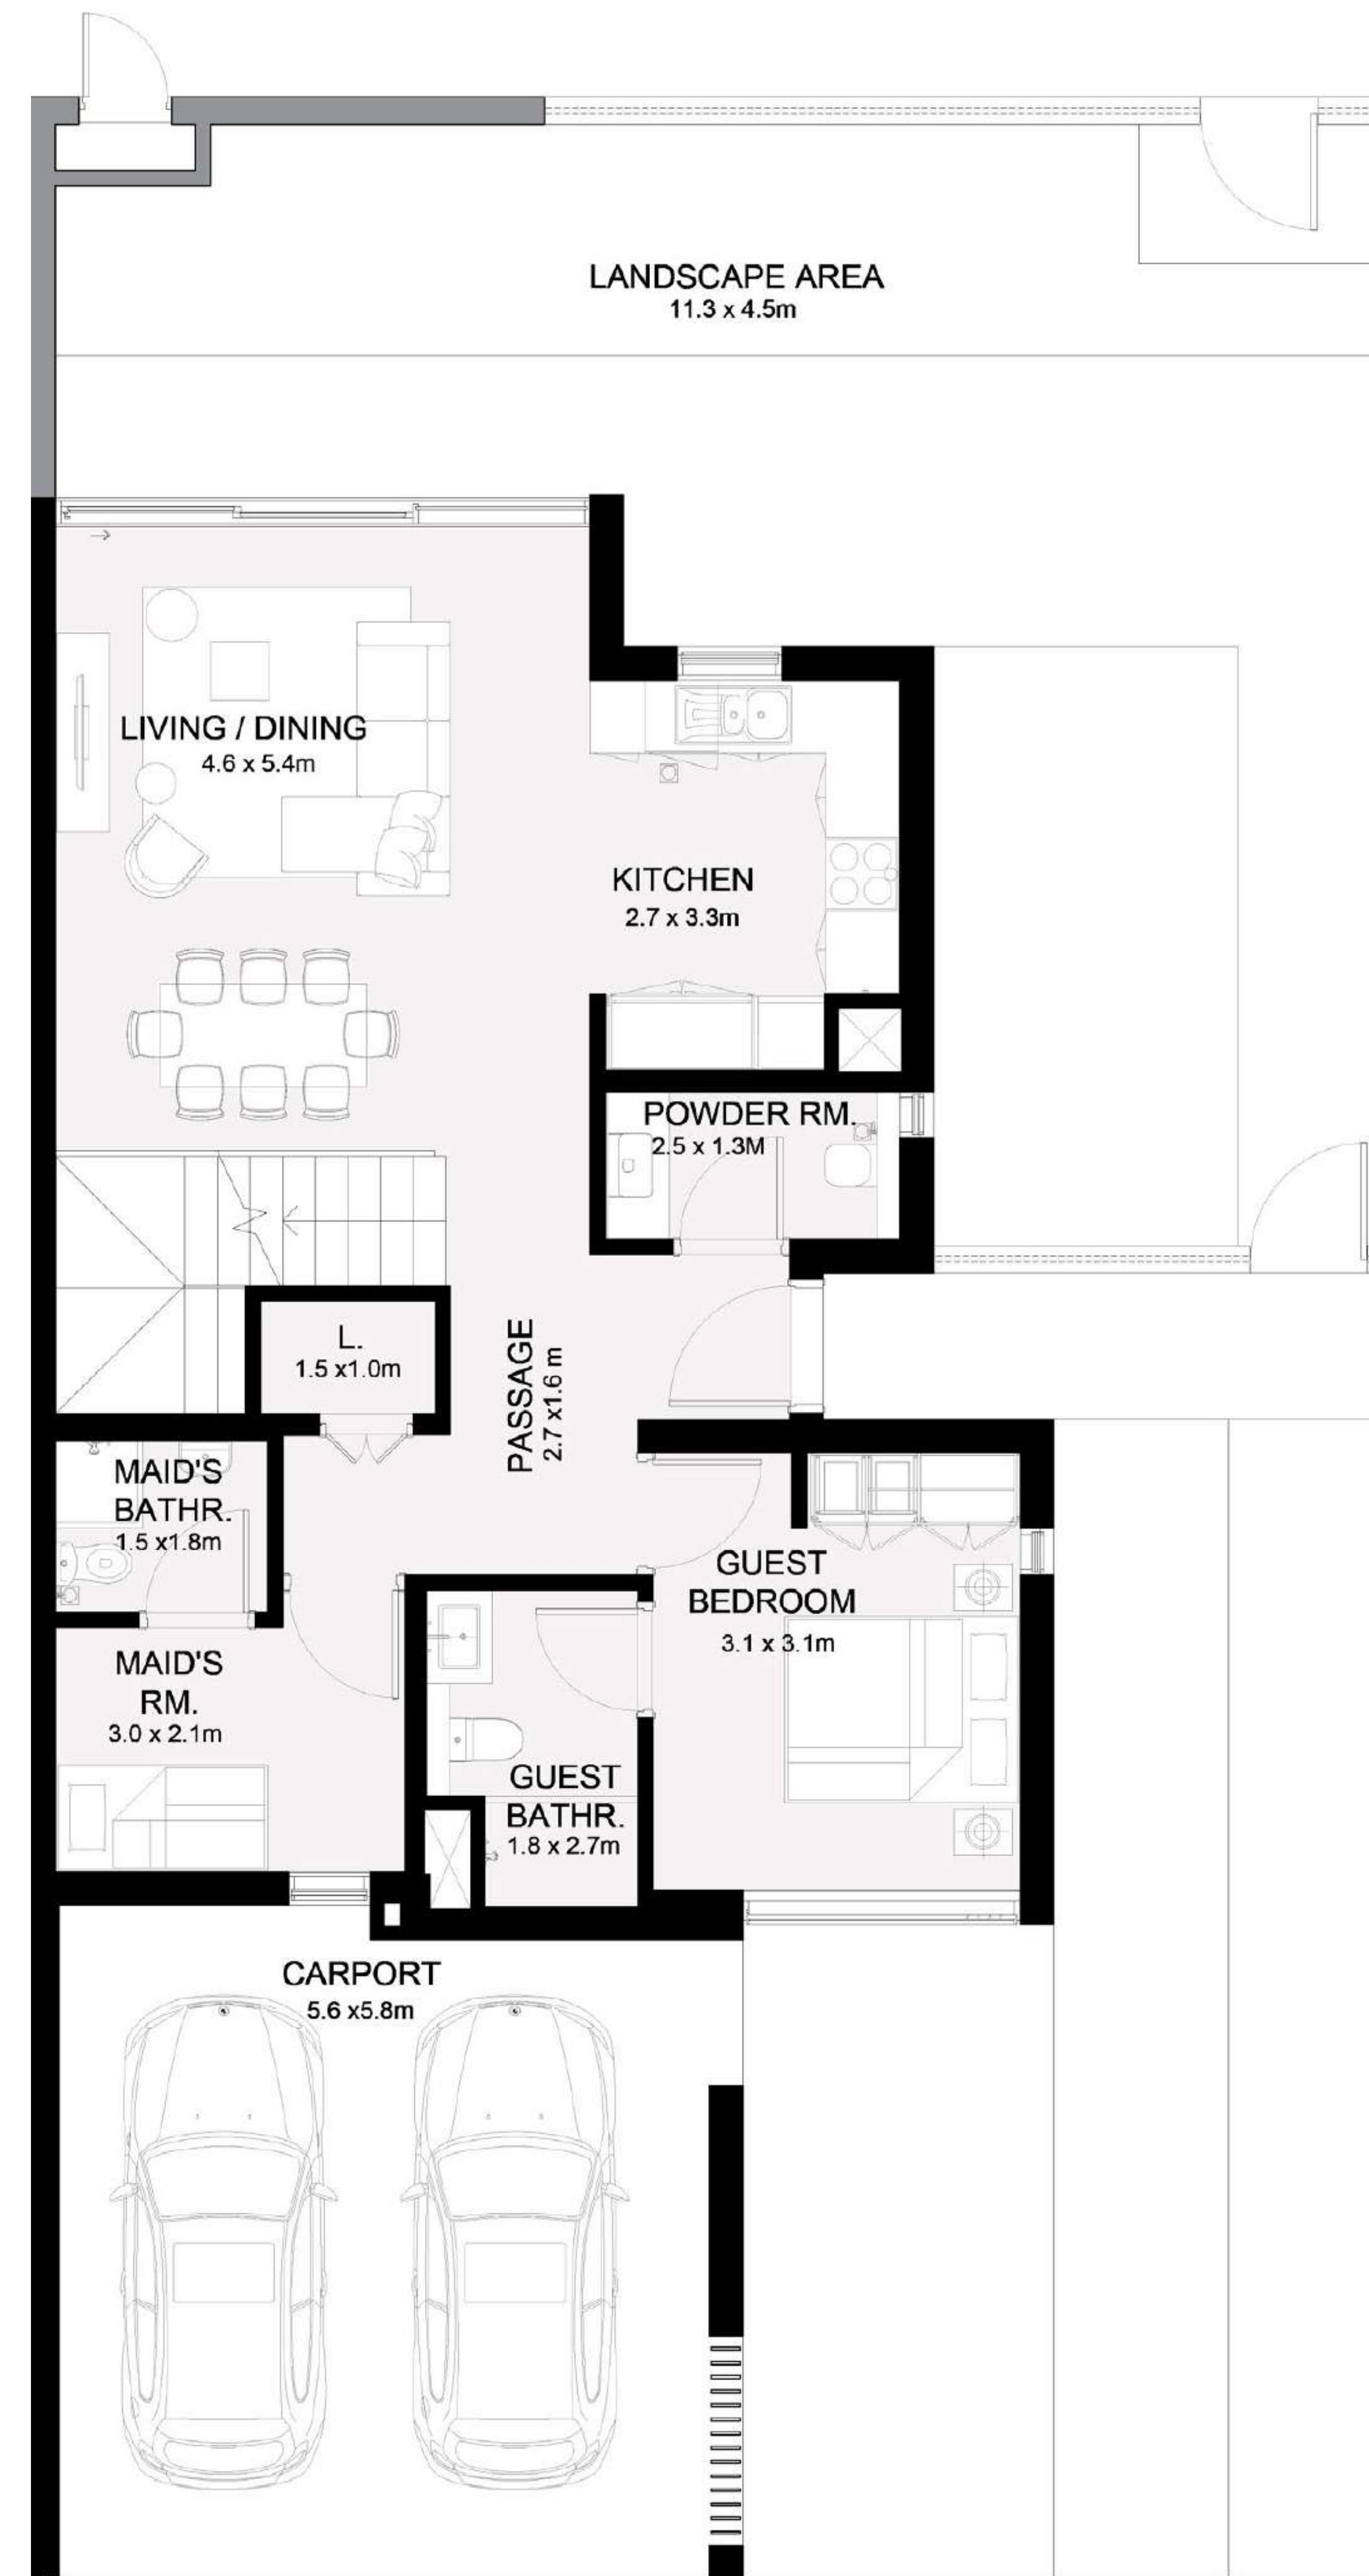 LANDSCAPE AREA
11.3 x 4.5m
LIVING / DINING
4.6 x 5.4m
KITCHEN
2.7 x 3.3m
POWDER RM.
2.5 x 1.3M
L.
1.5 x1.0m
PASSAGE
2.7 x1.6 m
MAID'S
BATHR.
1.5 x1.8m
GUEST
BEDROOM
3.1 x 3.1m
MAID'S
RM.
3.0 x 2.1m
GUEST
BATHR.
1.8 x 2.7m
CARPORT
5.6 x5.8m